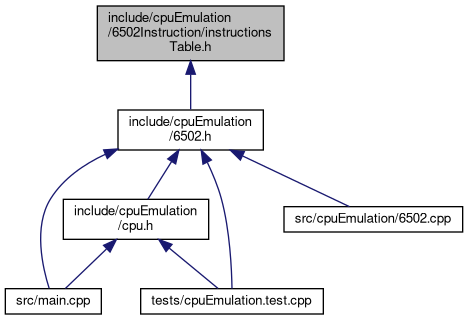 include/cpuEmulation
/6502Instruction/instructions
Table.h
include/cpuEmulation
/6502.h
include/cpuEmulation
/cpu.h
src/cpuEmulation/6502.cpp
src/main.cpp
tests/cpuEmulation.test.cpp